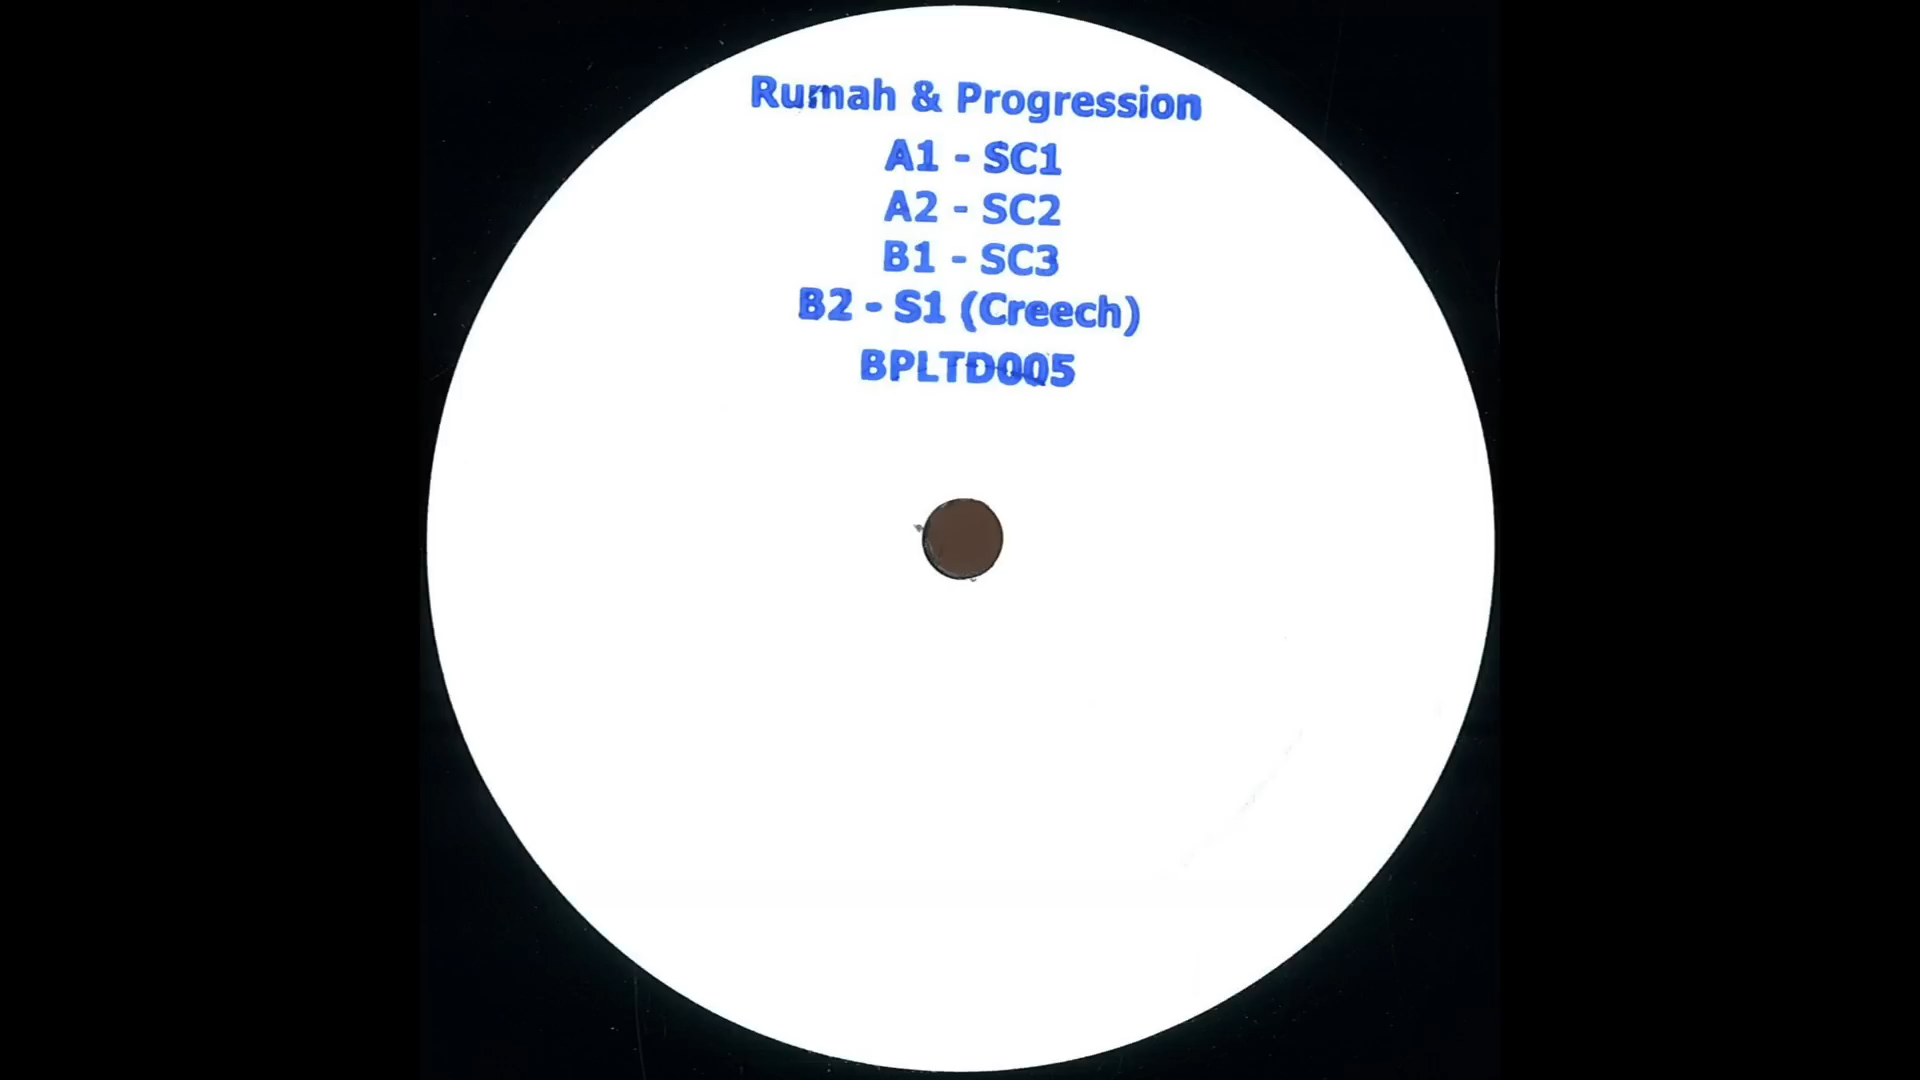 Rumah & Progression
A1 - SC1
A2 - SC2
B1 - SC3
B2 - S1 (Creech)
BPLTD005